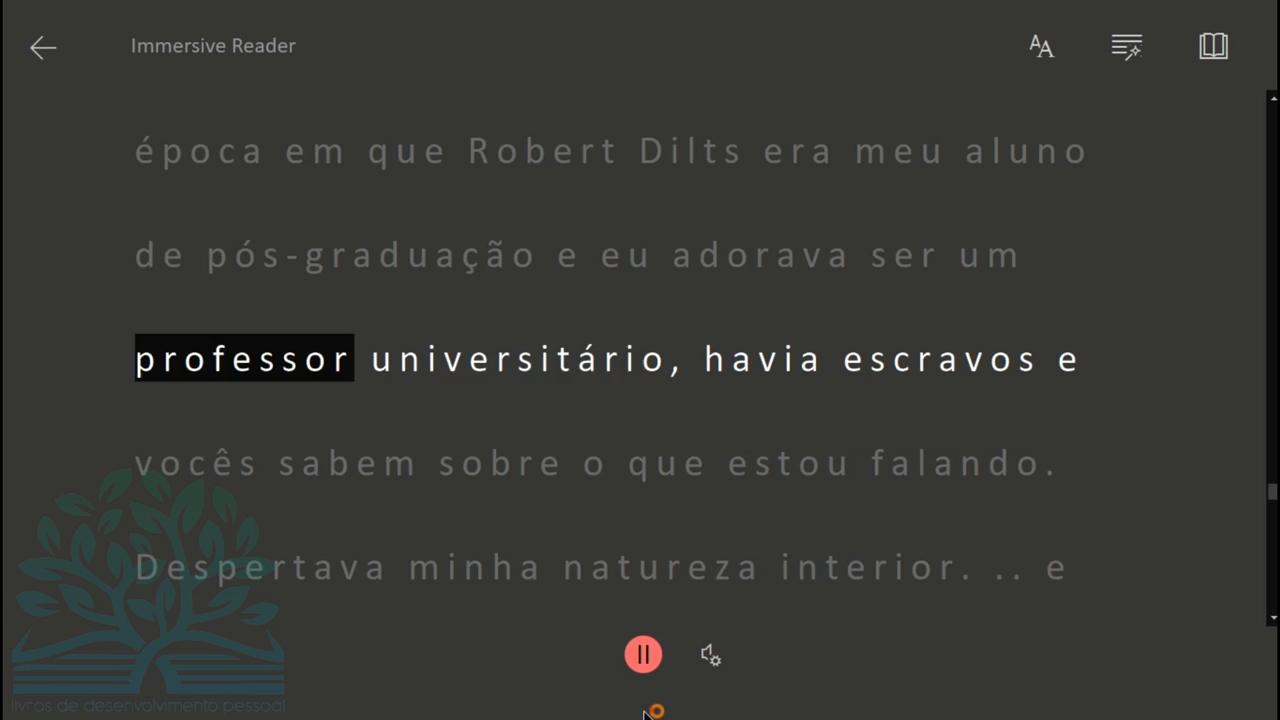 Immersive Reader
época em que Robert Dilts era meu aluno
de pós-graduação e eu adorava ser um
professor universitário, havia escravos e
vocês sabem sobre o que estou falando.
Despertava minha natureza interior. .. e
livros de desenvolvimento pessoal